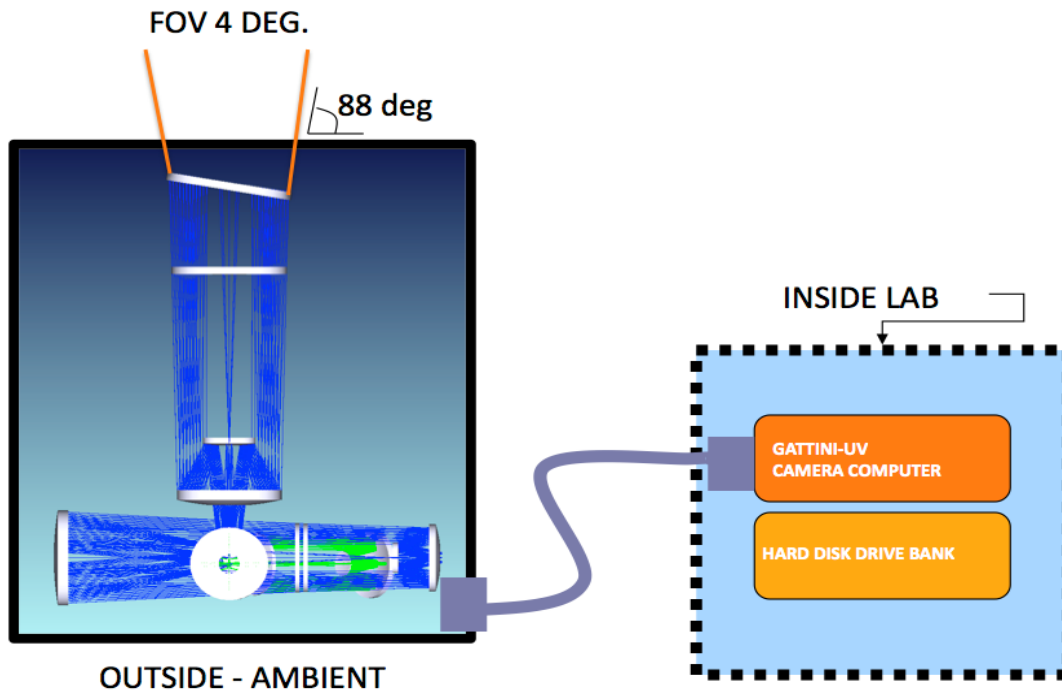 FOV 4 DEG.
88 deg
INSIDE LAB
GATTINI-UV
CAMERA COMPUTER
HARD DISK DRIVE BANK
OUTSIDE - AMBIENT